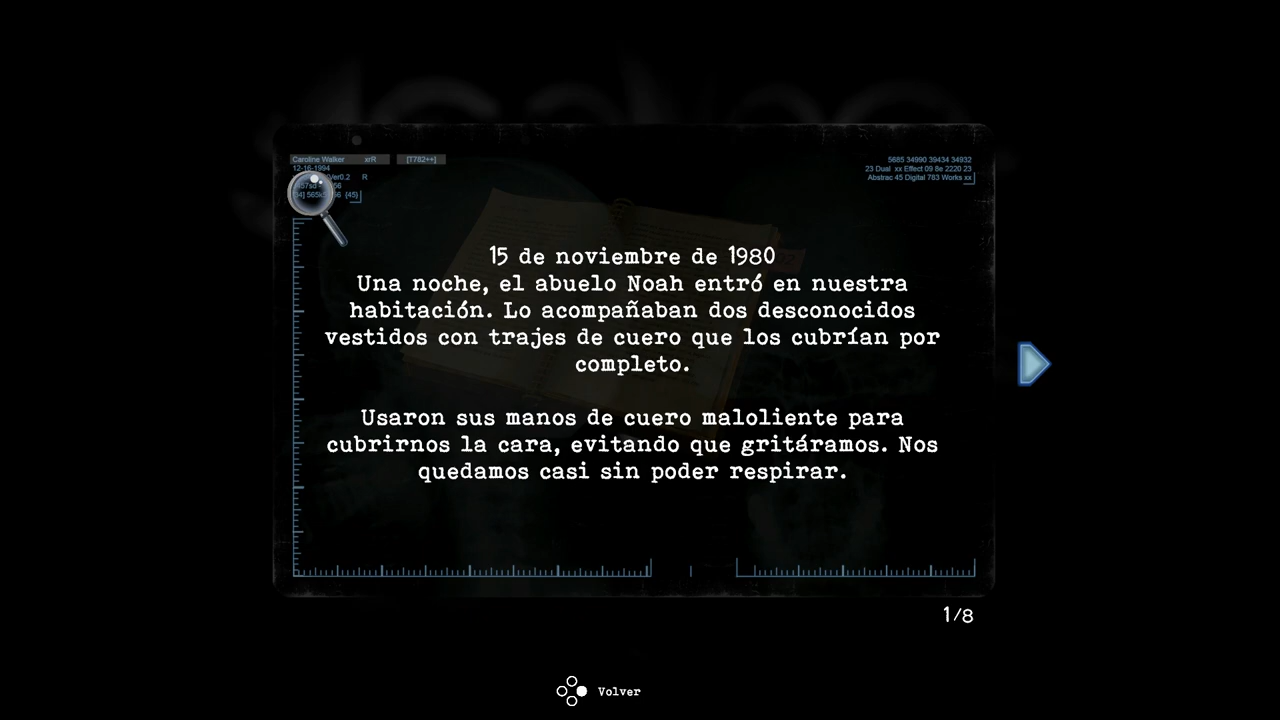 Caroline Walker xrR [T782++]
12-16-1994
R
(45)
5685 34990 39434 34932
23 Dual xx Effect 09 8e 2220 23
Abstrac 45 Digital 783 Works xx
15 de noviembre de 1980
Una noche, el abuelo Noah entró en nuestra
habitación. Lo acompañaban dos desconocidos
vestidos con trajes de cuero que los cubrían por
completo.
Usaron sus manos de cuero maloliente para
cubrirnos la cara, evitando que gritáramos. Nos
quedamos casi sin poder respirar.
1/8
Volver